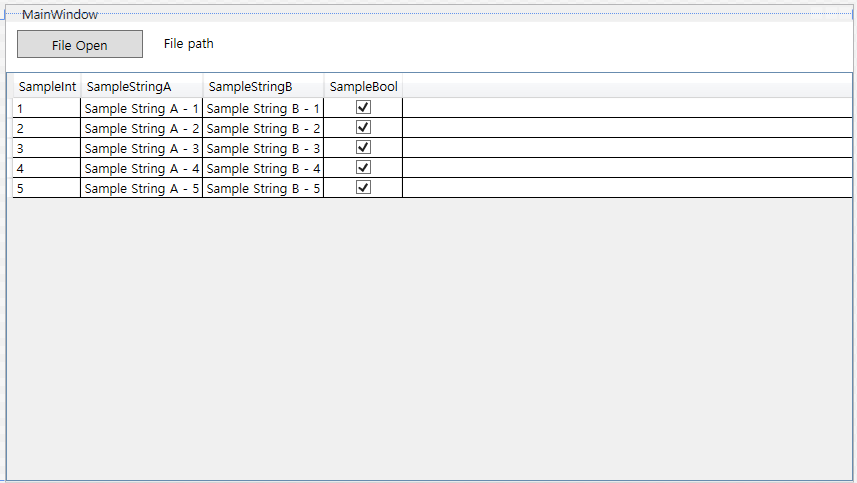 MainWindow
File Open File path
SampleInt SampleStringA SampleStringB SampleBool
1 Sample String A - 1 Sample String B - 1
2 Sample String A - 2 Sample String B - 2
3 Sample String A - 3 Sample String B - 3
4 Sample String A - 4 Sample String B - 4
5 Sample String A - 5 Sample String B - 5